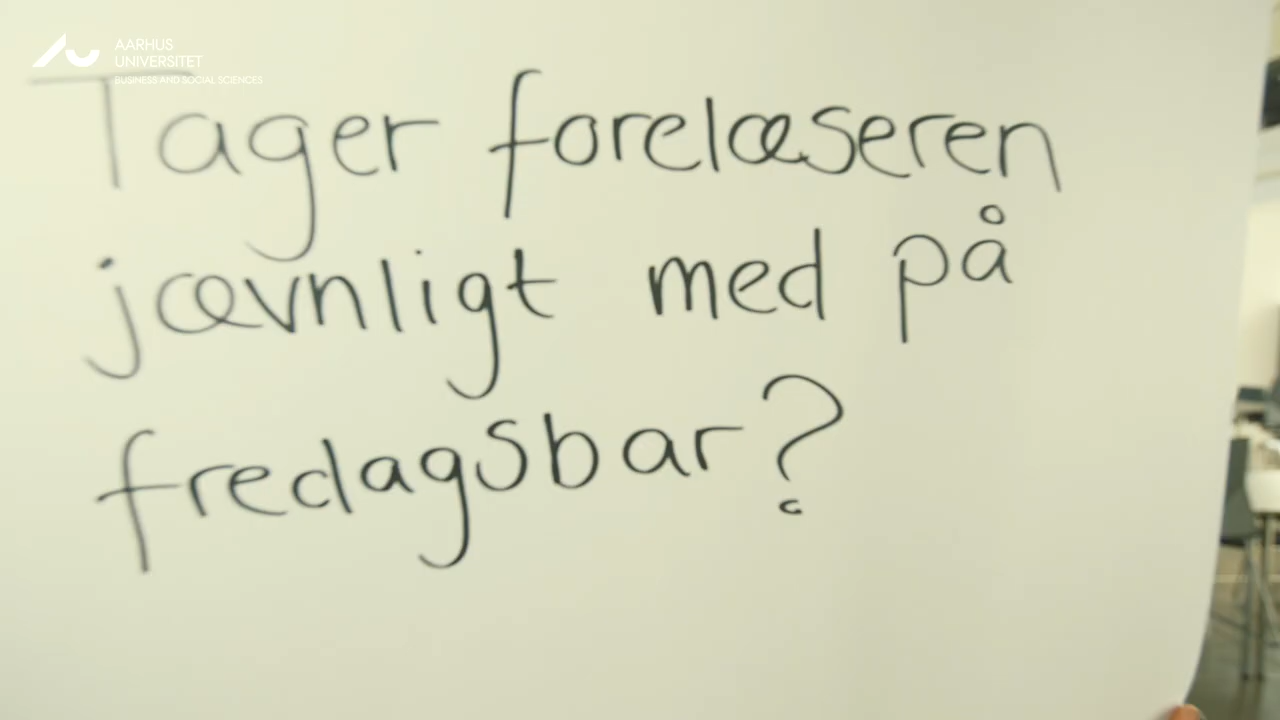 AARHUS
UNIVERSITET
BUSINESS AND SOCIAL SCIENCES
Tager forelæseren
jævnligt med på
fredagsbar?